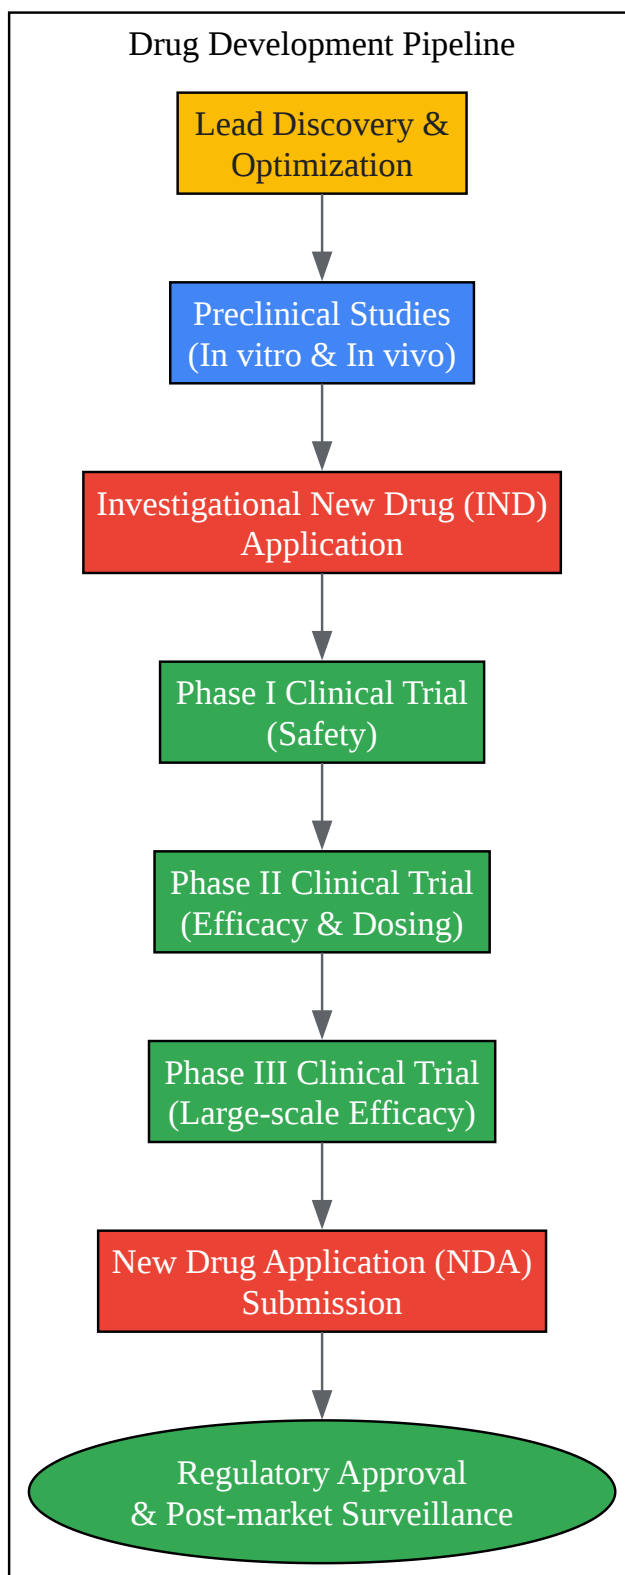 Drug Development Pipeline
Lead Discovery &
Optimization
Preclinical Studies
(In vitro & In vivo)
Investigational New Drug (IND)
Application
Phase I Clinical Trial
(Safety)
Phase II Clinical Trial
(Efficacy & Dosing)
Phase III Clinical Trial
(Large-scale Efficacy)
New Drug Application (NDA)
Submission
Regulatory Approval
& Post-market Surveillance